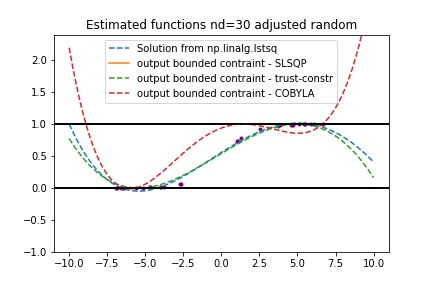 Estimated functions nd=30 adjusted random
Solution from np.linalg.lstsq
output bounded contraint - SLSQP
output bounded contraint - trust-constr
output bounded contraint - COBYLA
2.0
1.5
1.0
0.5
0.0
−0.5
−1.0
−10.0 −7.5 −5.0 −2.5 0.0 2.5 5.0 7.5 10.0